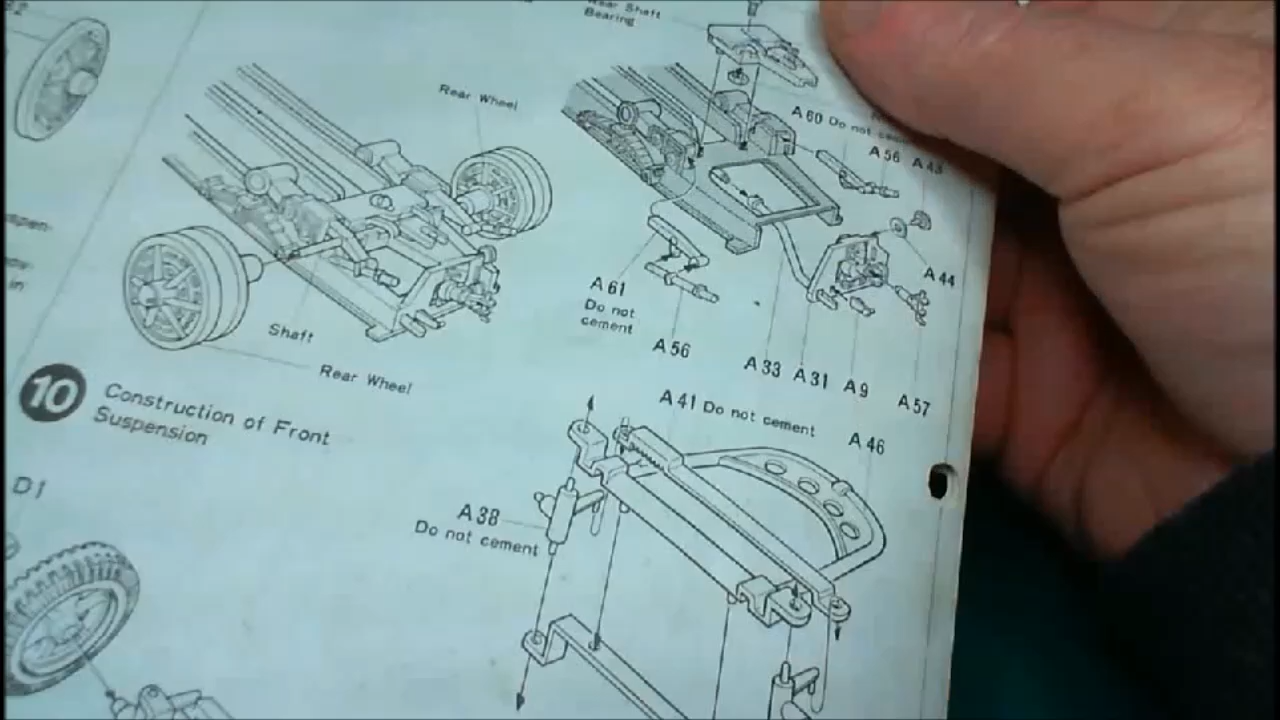 Rear Shaft
Bearing
Rear Wheel
A 60 Do not
A 56
A 44
A 61
Do not
cement
A 56
A 33
A 31
A 9
A 57
Shaft
Rear Wheel
10
Construction of Front
Suspension
A 41 Do not cement
A 46
D1
A 38
Do not cement
in